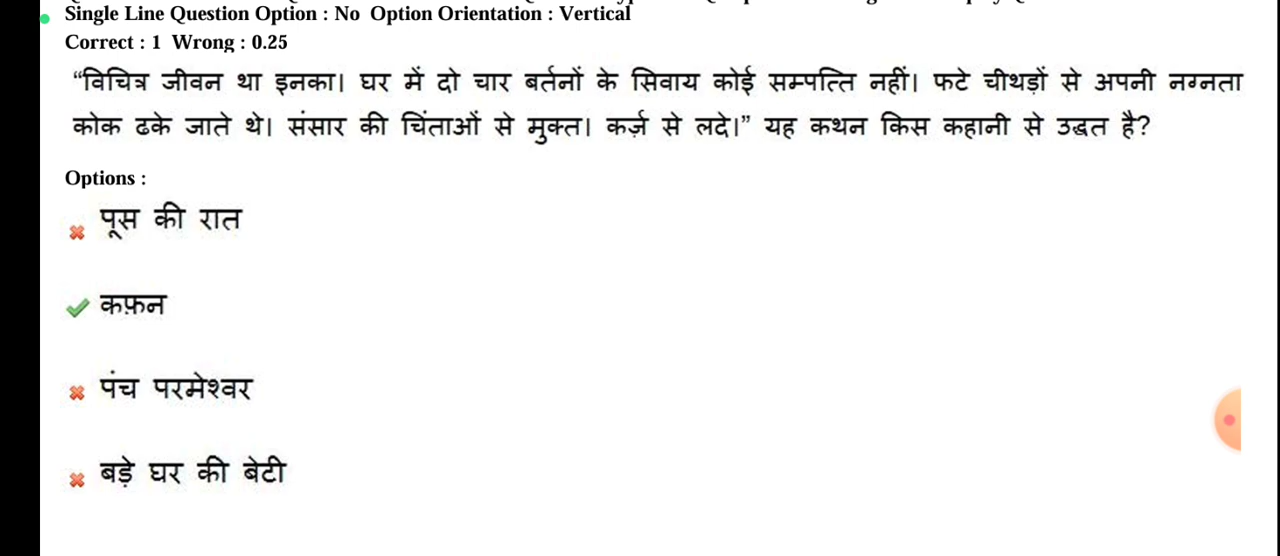 Single Line Question Option : No Option Orientation : Vertical
Correct : 1 Wrong : 0.25
“विचित्र जीवन था इनका। घर में दो चार बर्तनों के सिवाय कोई सम्पत्ति नहीं। फटे चीथड़ों से अपनी नग्नता
कोक ढके जाते थे। संसार की चिंताओं से मुक्त। कर्ज़ से लदे।” यह कथन किस कहानी से उद्धत है?
Options :
पूस की रात
कफ़न
पंच परमेश्वर
बड़े घर की बेटी